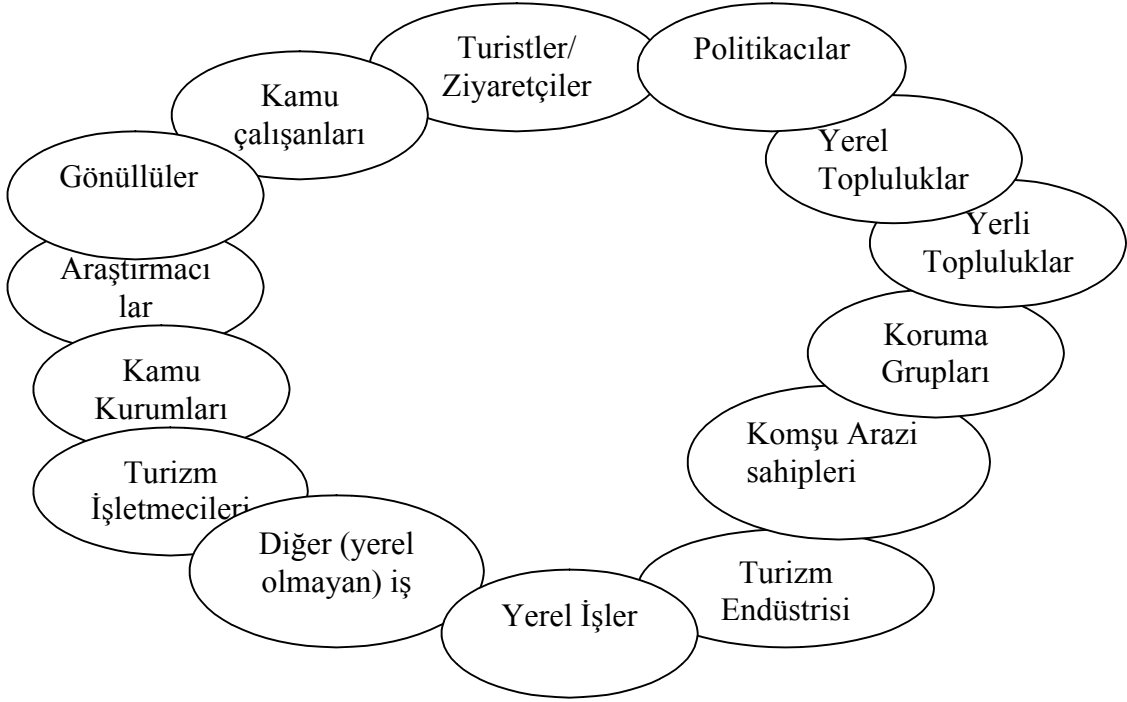 Turistler/
Ziyaretçiler
Politikacılar
Kamu
çalışanları
Yerel
Topluluklar
Gönüllüler
Yerli
Topluluklar
Araştırmacı
lar
Koruma
Grupları
Kamu
Kurumları
Komşu Arazi
sahipleri
Turizm
İşletmecileri
Diğer (yerel
olmayan) iş
Turizm
Endüstrisi
Yerel İşler